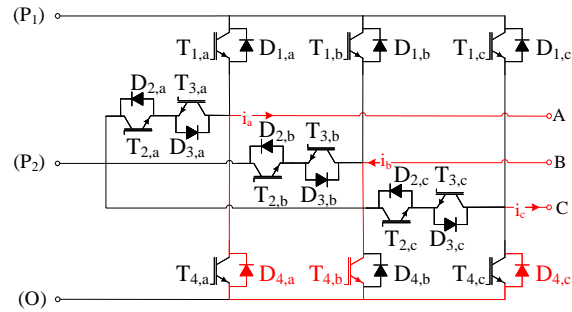 (P1)
T1,a D1,a T1,b D1,b T1,c D1,c
D2,a T3,a
ia A
T2,a D3,a D2,b T3,b
(P2) ib B
T2,b D3,b D2,c T3,c
ic C
T2,c D3,c
T4,a D4,a T4,b D4,b T4,c D4,c
(O)